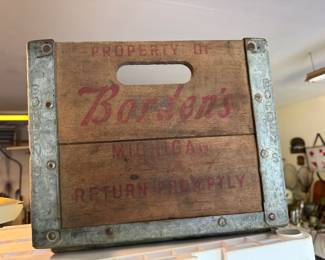 PROPERTY OF
Borden's
MICHIGAN
RETURN PROMPTLY